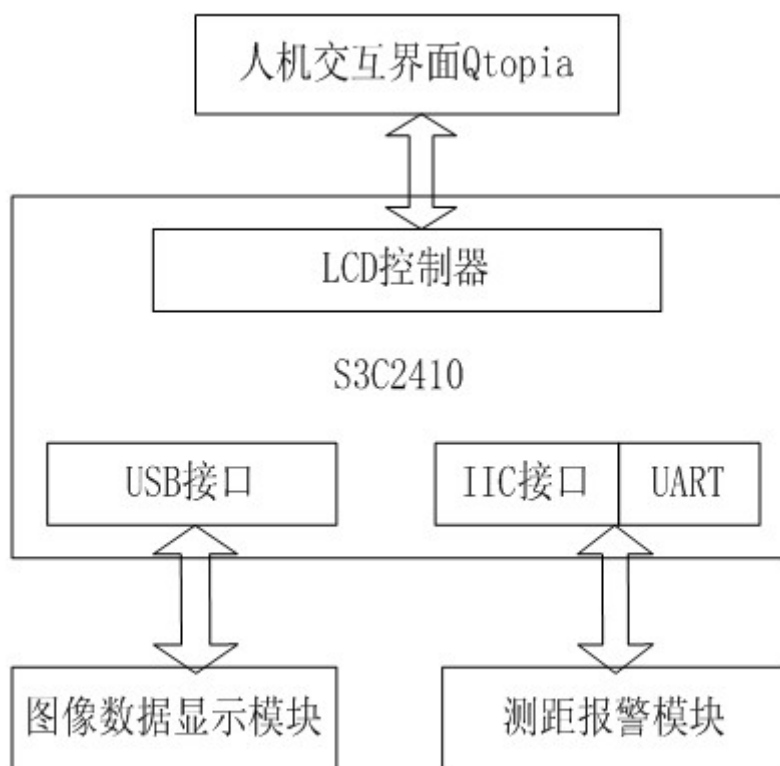 人机交互界面Qtopia
LCD控制器
S3C2410
USB接口
IIC接口
UART
图像数据显示模块
测距报警模块